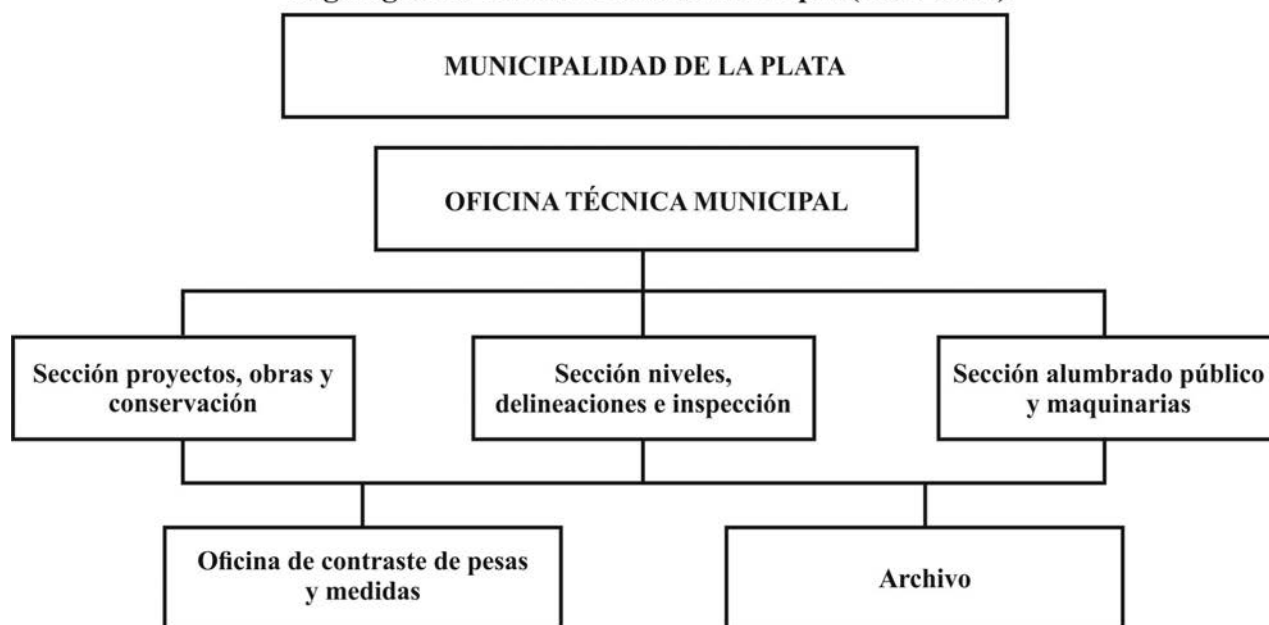 MUNICIPALIDAD DE LA PLATA
OFICINA TÉCNICA MUNICIPAL
Sección proyectos, obras y
conservación
Sección niveles,
delineaciones e inspección
Sección alumbrado público
y maquinarias
Oficina de contraste de pesas
y medidas
Archivo